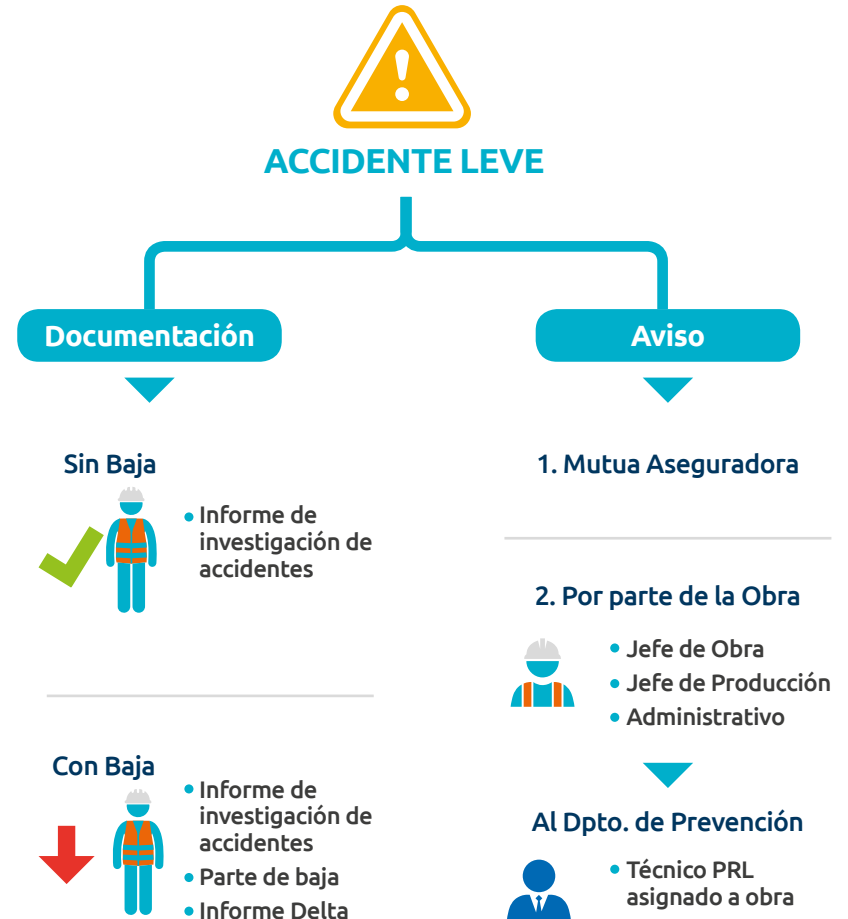 ACCIDENTE LEVE
Documentación
Sin Baja
• Informe de
investigación de
accidentes
Con Baja
• Informe de
investigación de
accidentes
• Parte de baja
• Informe Delta
Aviso
1. Mutua Aseguradora
2. Por parte de la Obra
• Jefe de Obra
• Jefe de Producción
• Administrativo
Al Dpto. de Prevención
• Técnico PRL
asignado a obra